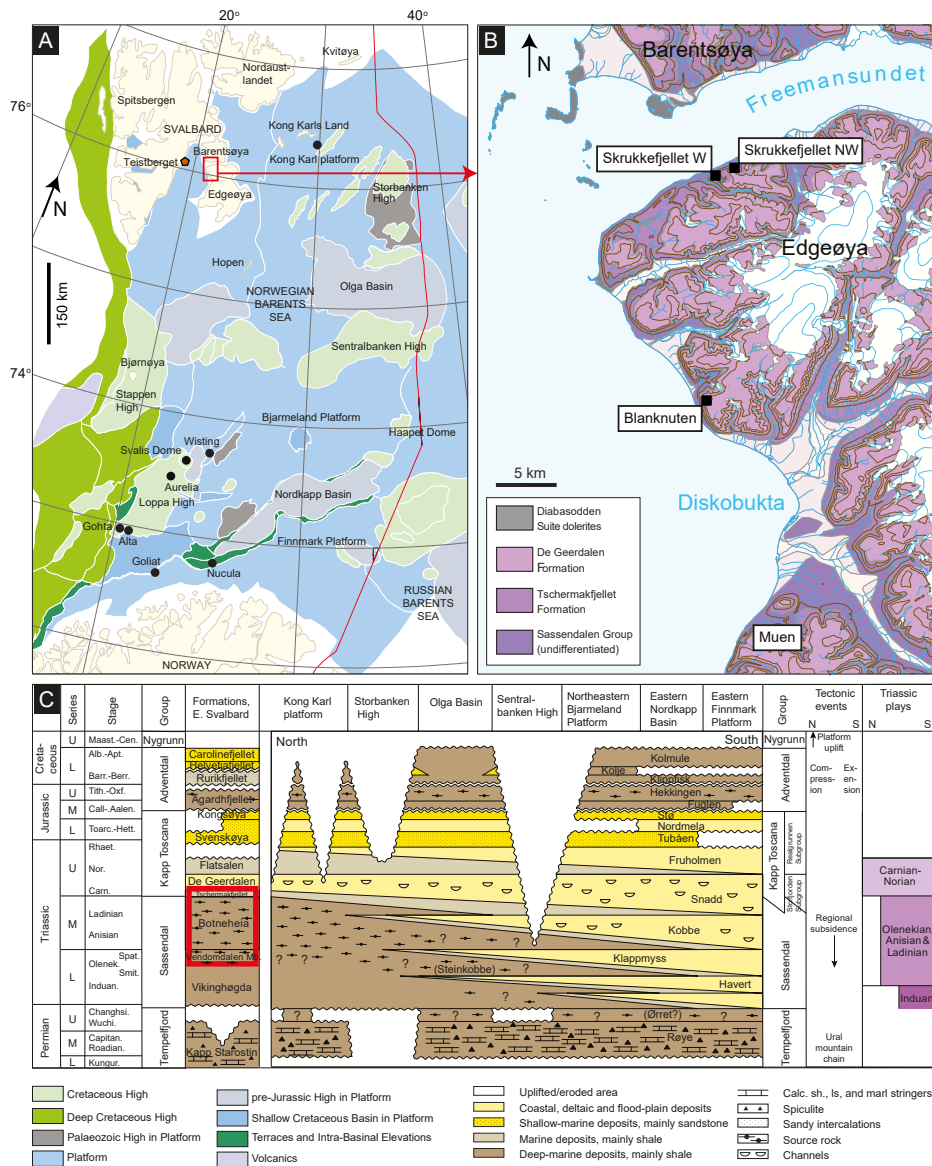 A
20°
40°
Kvitøya
Nordaust-
landet
76°
Spitsbergen
SVALBARD
Kong Karls Land
Barentsøya
Teistberget
Kong Karl platform
Storbanken
High
Edgeøya
N
150 km
Hopen
NORWEGIAN
BARENTS
SEA
Olga Basin
Sentralbanken High
Bjørnøya
74°
Stappen
High
Bjarmeland Platform
Haapet Dome
Wisting
Svalis Dome
Aurelia
Loppa High
Nordkapp Basin
Gohta
Alta
Finnmark Platform
Goliat
Nucula
RUSSIAN
BARENTS
SEA
NORWAY
B
N
Barentsøya
Freemansundet
Skrukkefjellet NW
Skrukkefjellet W
Edgeøya
Blanknuten
5 km
Diskobukta
Diabasodden
Suite dolerites
De Geerdalen
Formation
Tschermakfjellet
Formation
Sassendalen Group
(undifferentiated)
Muen
C
Series
Stage
Group
Formations,
E. Svalbard
Kong Karl
platform
Storbanken
High
Olga Basin
Sentral-
banken High
Northeastern
Bjarmeland
Platform
Eastern
Nordkapp
Basin
Eastern
Finnmark
Platform
Group
Tectonic
events
N S
Triassic
plays
N S
Creta-
ceous
U
Maast.-Cen.
Nygrunn
North
South
Nygrunn
Platform
uplift
L
Alb.-Apt.
Barr.-Berr.
Adventdal
Carolinefjellet
Helvetiafjellet
Rurikfjellet
Kolmule
Kolje
Klippfisk
Adventdal
Com-
press-
ion
Ex-
en-
sion
Jurassic
U
Tith.-Oxf.
Agardhfjellet
Hekkingen
M
Call.-Aalen.
Fuglen
L
Toarc.-Hett.
Kapp Toscana
Kongsøya
Svenskøya
Stø
Nordmela
Tubåen
Kapp Toscana
Realgrunnen
Subgroup
Triassic
U
Rhaet.
Nor.
Carn.
Flatsalen
De Geerdalen
Tschermakfjellet
Fruholmen
Snadd
Storfjorden
Subgroup
Carnian-
Norian
M
Ladinian
Anisian
Sassendal
Botneheia
Kobbe
Sassendal
Regional
subsidence
Olenekian,
Anisian &
Ladinian
L
Spat.
Olenek.
Smit.
Induan.
Vendomdalen Mb.
Vikinghøgda
? ?
?
?
?
?
?
?
(Steinkobbe)
Klappmyss
Havert
Induan
Permian
U
Changhsi.
Wuchi.
Tempelfjord
?
?
(Ørret?)
Tempelfjord
M
Capitan.
Roadian.
Kapp Starostin
Røye
Ural
mountain
chain
L
Kungur.
Cretaceous High
Deep Cretaceous High
Palaeozoic High in Platform
Platform
pre-Jurassic High in Platform
Shallow Cretaceous Basin in Platform
Terraces and Intra-Basinal Elevations
Volcanics
Uplifted/eroded area
Coastal, deltaic and flood-plain deposits
Shallow-marine deposits, mainly sandstone
Marine deposits, mainly shale
Deep-marine deposits, mainly shale
Calc. sh., ls, and marl stringers
Spiculite
Sandy intercalations
Source rock
Channels